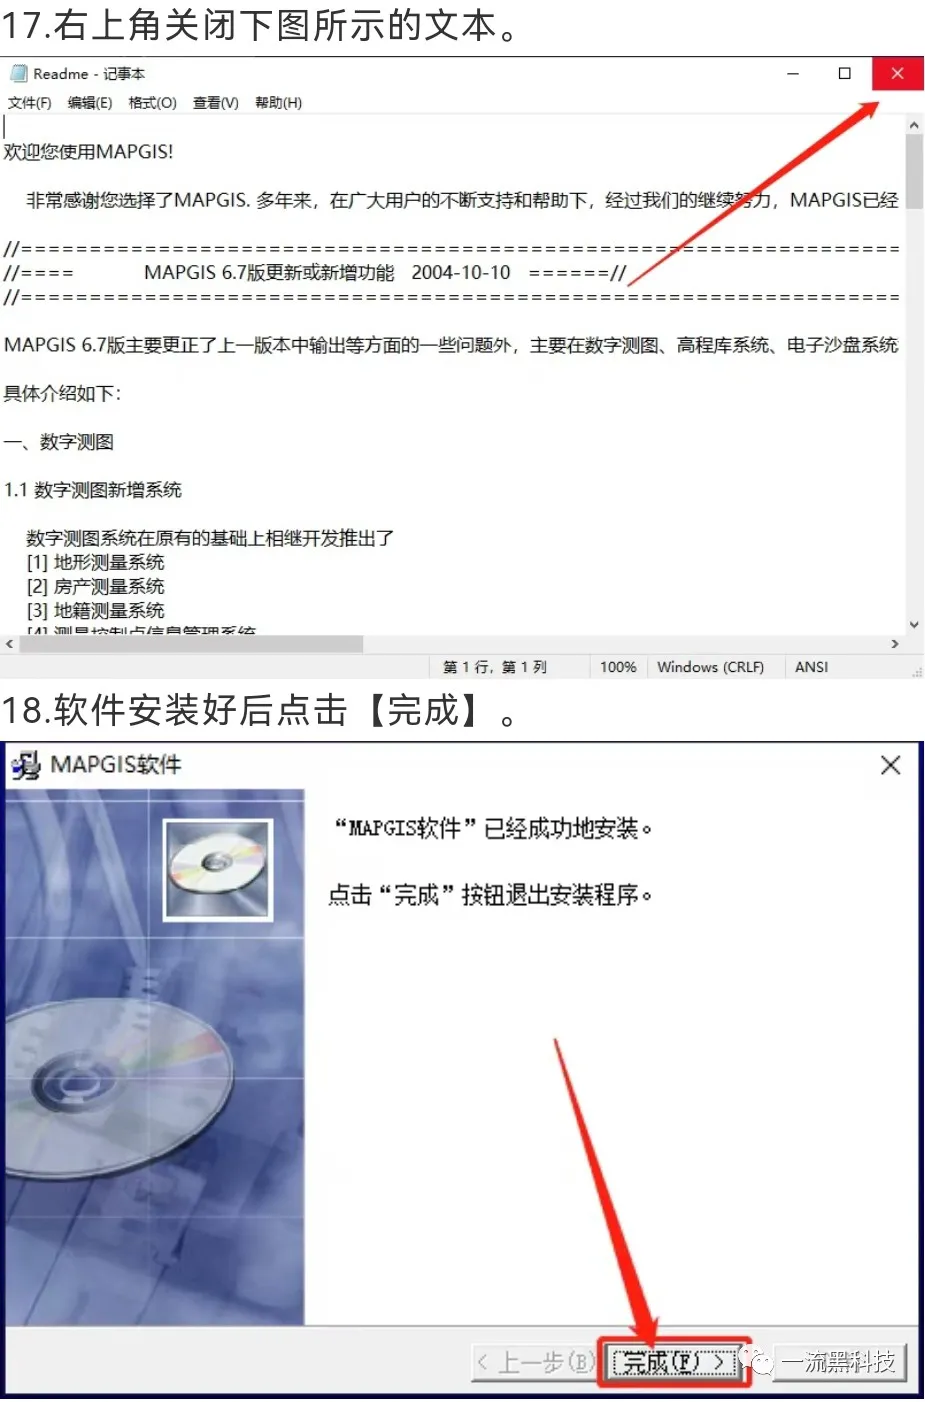 17.右上角关闭下图所示的文本。
Readme - 记事本
文件(F) 编辑(E) 格式(O) 查看(V) 帮助(H)
欢迎您使用MAPGIS!
非常感谢您选择了MAPGIS. 多年来，在广大用户的不断支持和帮助下，经过我们的继续努力，MAPGIS已经
//================================================================
//==== MAPGIS 6.7版更新或新增功能 2004-10-10 ======//
//================================================================
MAPGIS 6.7版主要更正了上一版本中输出等方面的一些问题外，主要在数字测图、高程库系统、电子沙盘系统
具体介绍如下：
一、数字测图
1.1 数字测图新增系统
数字测图系统在原有的基础上相继开发推出了
[1] 地形测量系统
[2] 房产测量系统
[3] 地籍测量系统
[4] 测量控制点信息管理系统
第 1 行，第 1 列 100% Windows (CRLF) ANSI
18.软件安装好后点击【完成】。
MAPGIS软件
“MAPGIS软件”已经成功地安装。
点击“完成”按钮退出安装程序。
< 上一步(B) 完成(F) > 一流黑科技